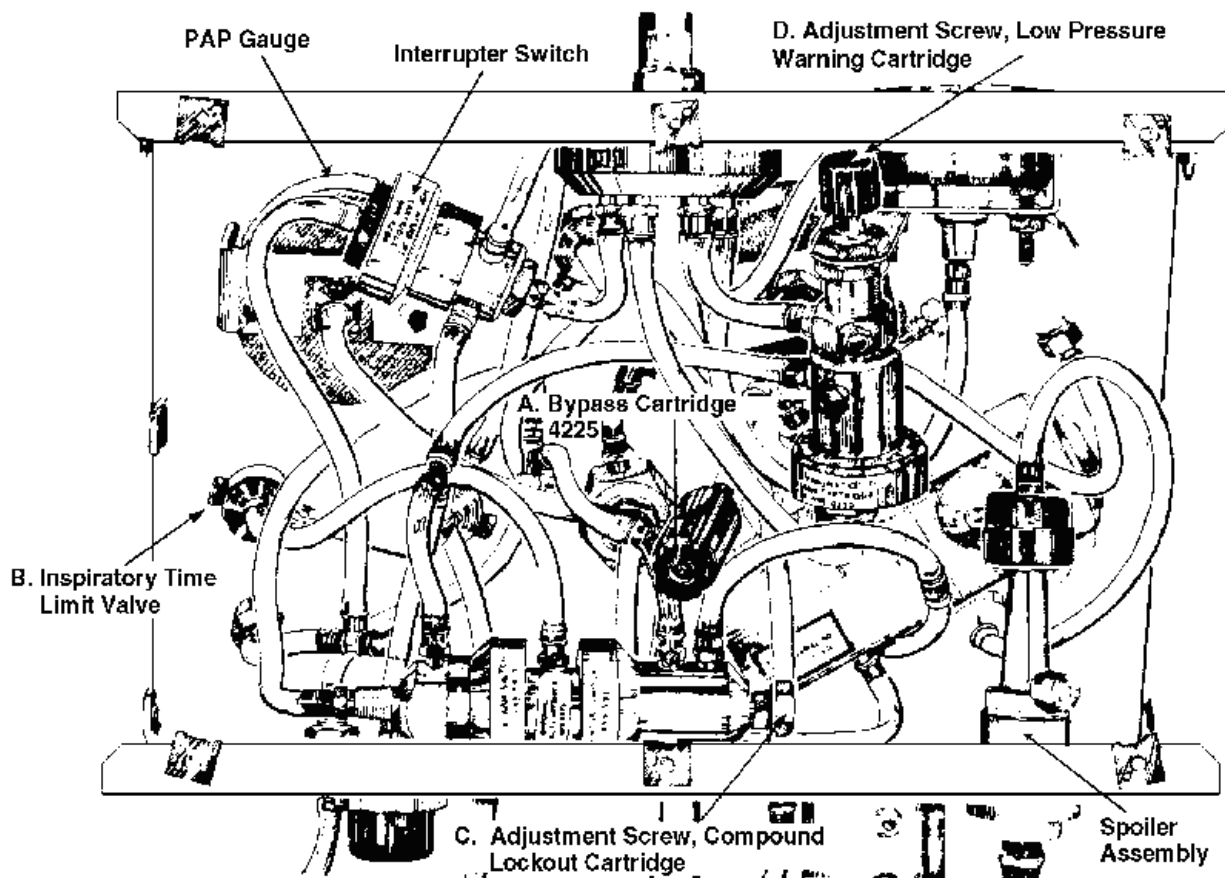 PAP Gauge
Interrupter Switch
D. Adjustment Screw, Low Pressure
Warning Cartridge
A. Bypass Cartridge
4225
B. Inspiratory Time
Limit Valve
C. Adjustment Screw, Compound
Lockout Cartridge
Spoiler
Assembly